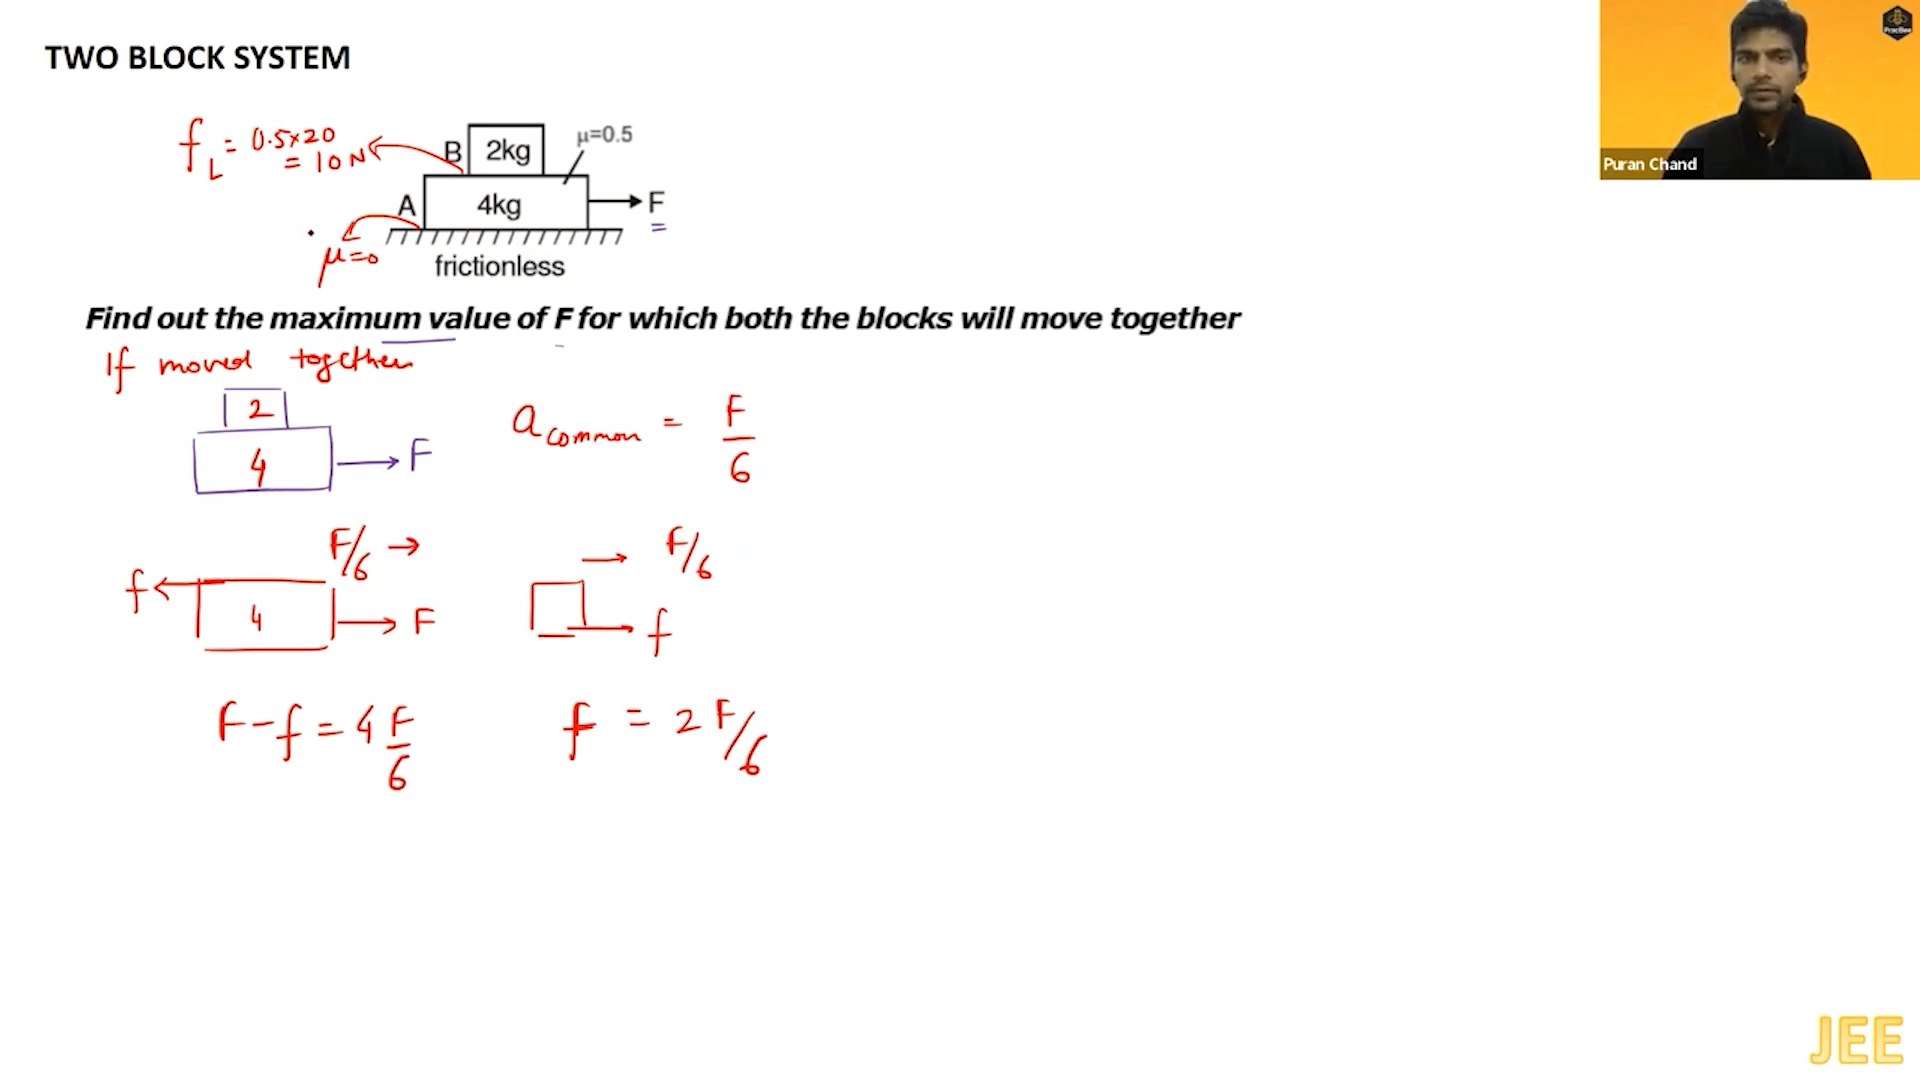 TWO BLOCK SYSTEM
PracBee
Puran Chand
f_L = 0.5×20
= 10 N
B 2kg μ=0.5
A 4kg F
μ=0
frictionless
Find out the maximum value of F for which both the blocks will move together
If moved together
2
4 F
a common = F/6
F/6
f 4 F
F/6
f
F - f = 4 F/6
f = 2 F/6
JEE